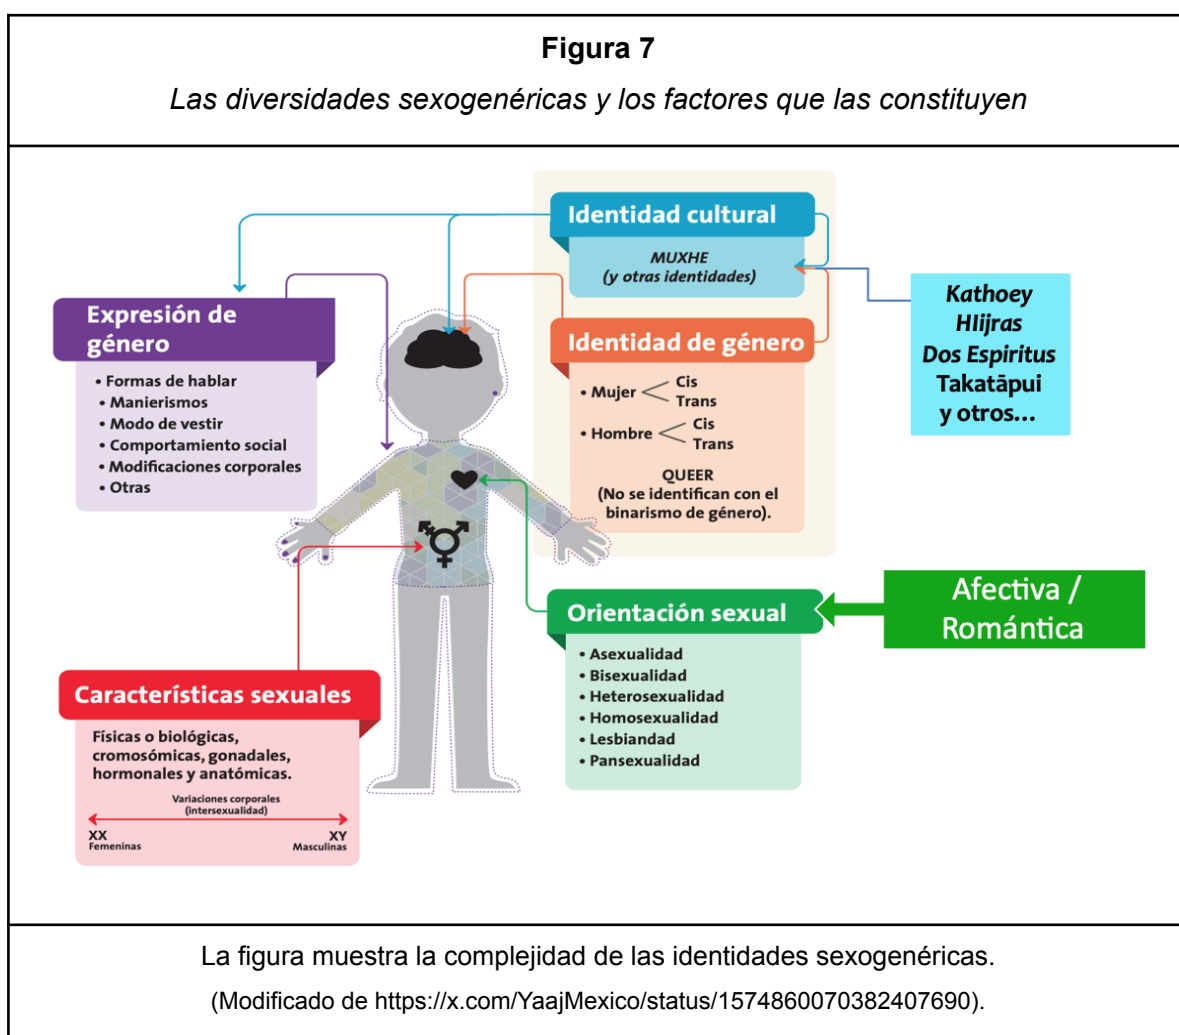 Figura 7
Las diversidades sexogenéricas y los factores que las constituyen
Identidad cultural
MUXHE
(y otras identidades)
Kathoey
HIijras
Dos Espiritus
Takatāpui
y otros…
Expresión de
género
• Formas de hablar
• Manierismos
• Modo de vestir
• Comportamiento social
• Modificaciones corporales
• Otras
Identidad de género
• Mujer
Cis
Trans
• Hombre
Cis
Trans
QUEER
(No se identifican con el
binarismo de género).
Orientación sexual
• Asexualidad
• Bisexualidad
• Heterosexualidad
• Homosexualidad
• Lesbiandad
• Pansexualidad
Afectiva /
Romántica
Características sexuales
Físicas o biológicas,
cromosómicas, gonadales,
hormonales y anatómicas.
Variaciones corporales
(intersexualidad)
XX
Femeninas
XY
Masculinas
La figura muestra la complejidad de las identidades sexogenéricas.
(Modificado de https://x.com/YaajMexico/status/1574860070382407690).